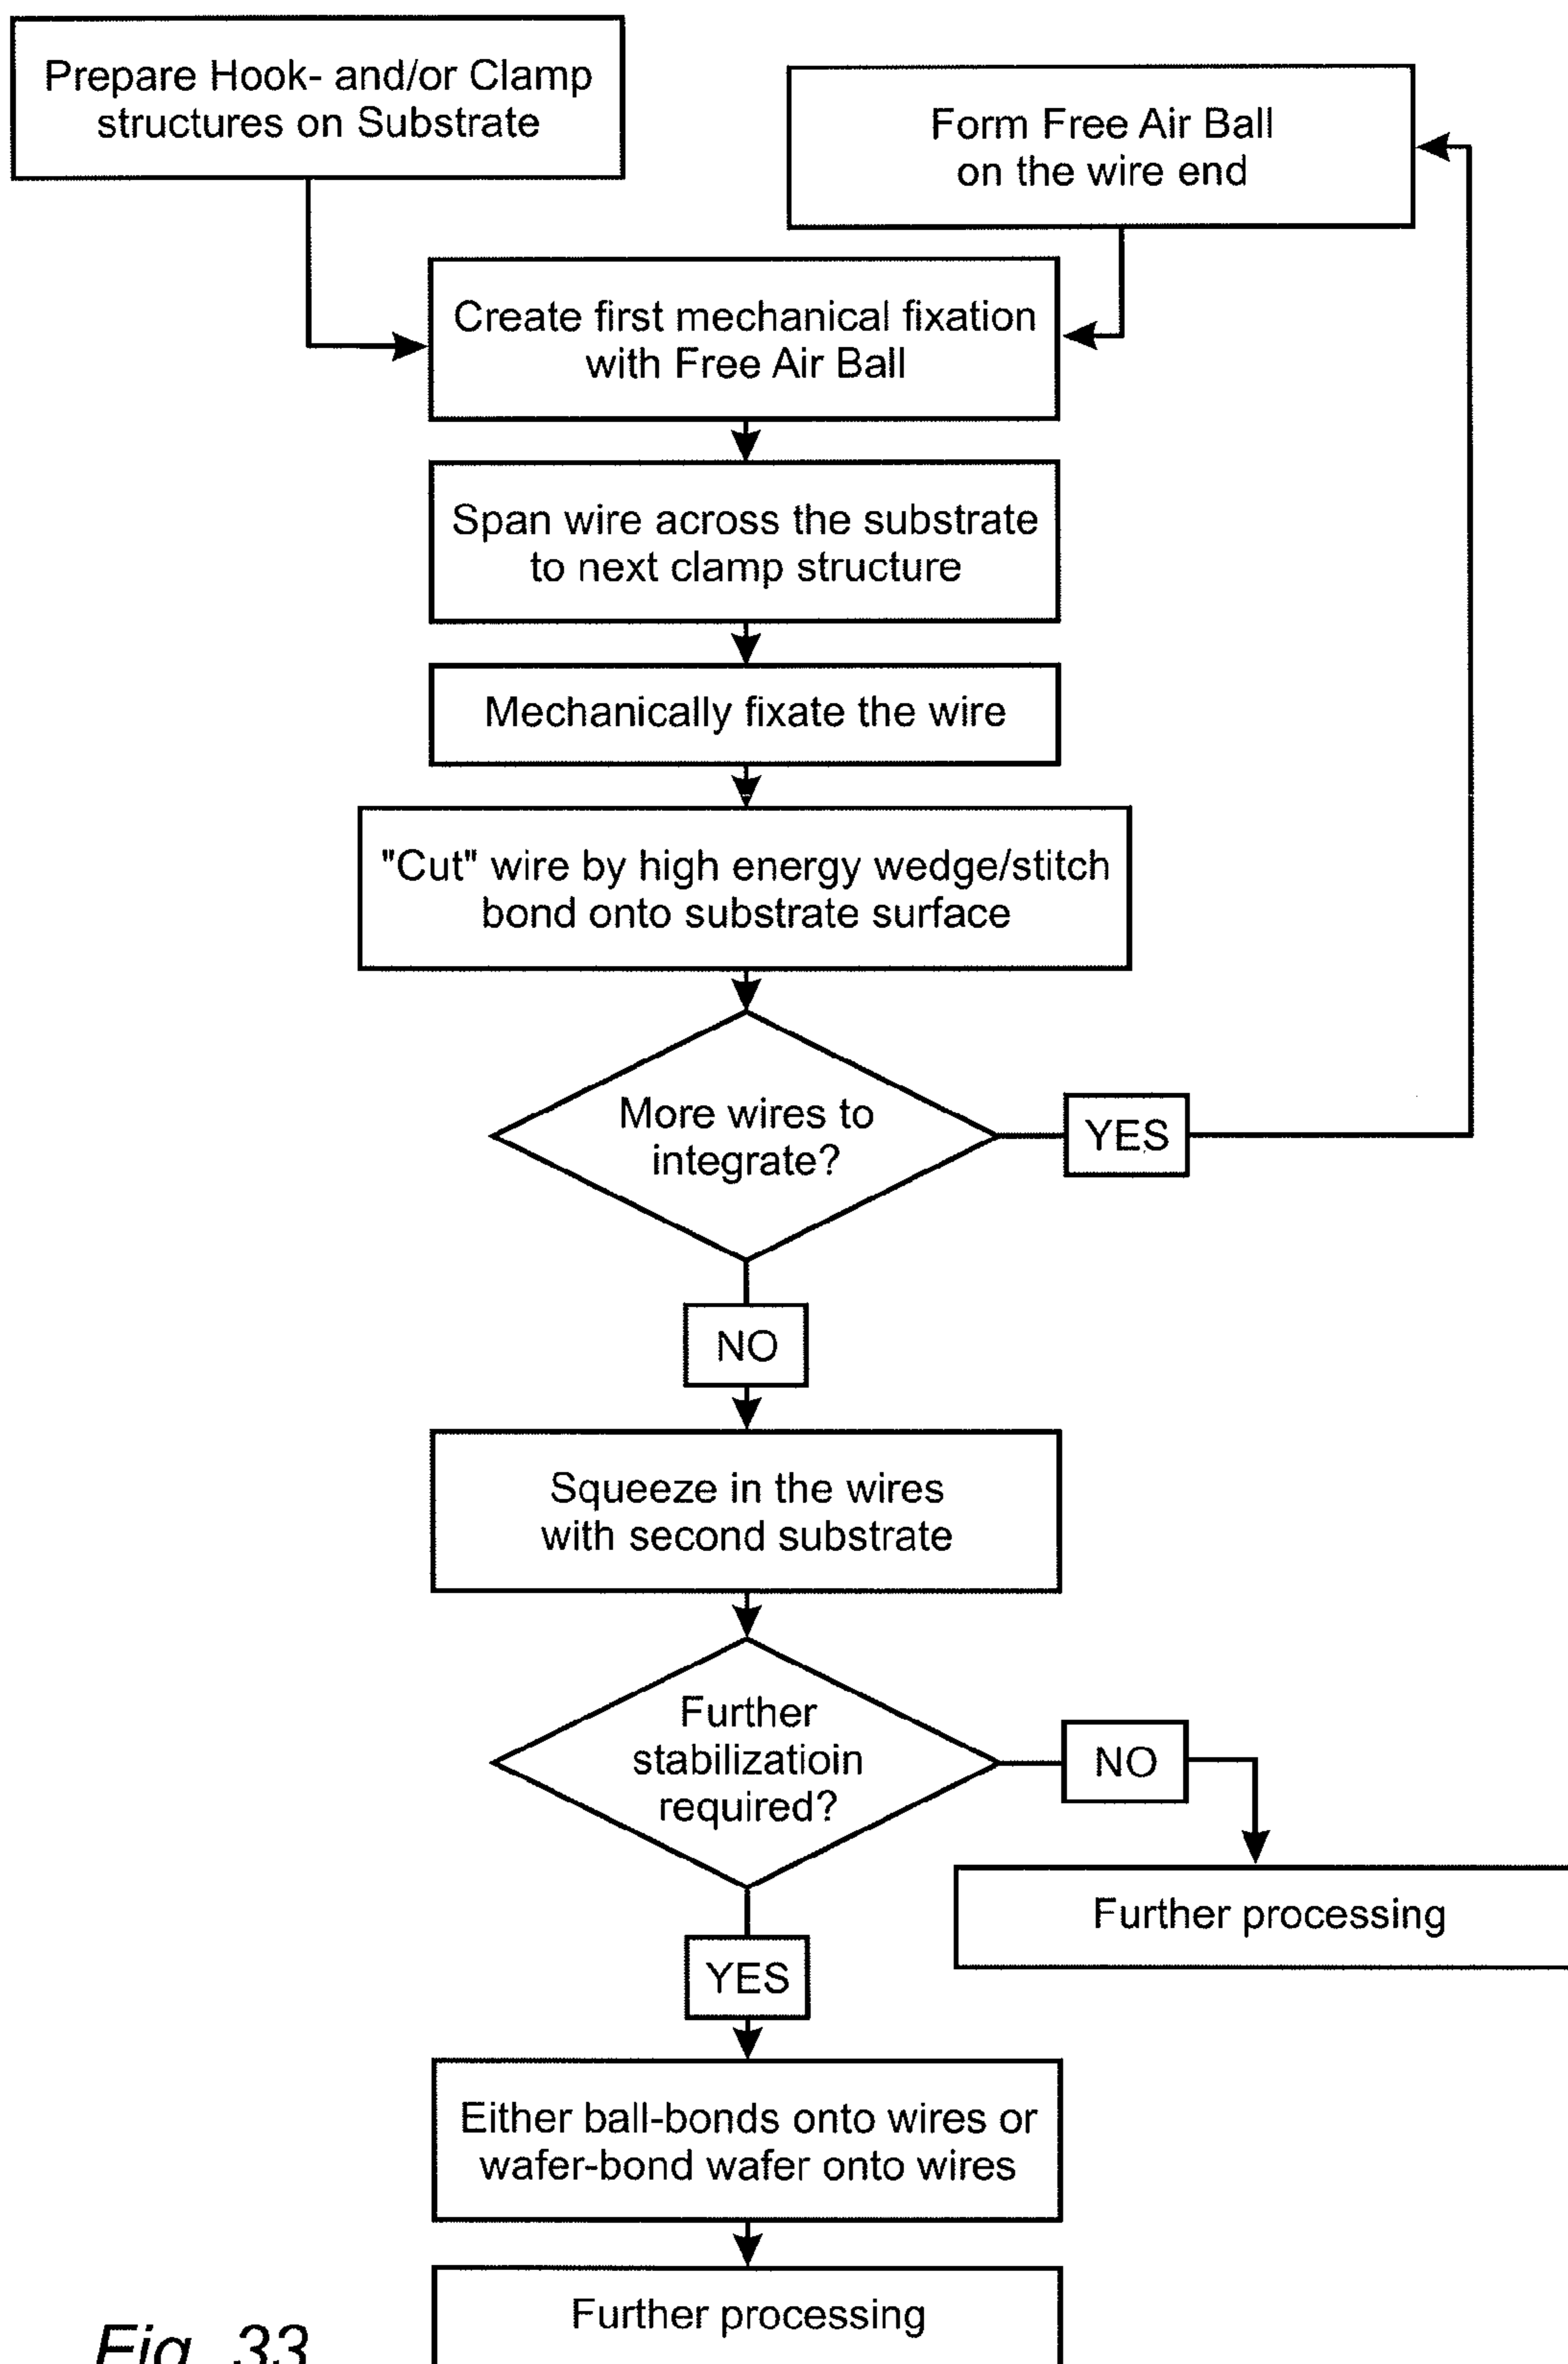 Prepare Hook- and/or Clamp
structures on Substrate
Form Free Air Ball
on the wire end
Create first mechanical fixation
with Free Air Ball
Span wire across the substrate
to next clamp structure
Mechanically fixate the wire
"Cut" wire by high energy wedge/stitch
bond onto substrate surface
More wires to
integrate?
YES
NO
Squeeze in the wires
with second substrate
Further
stabilizatioin
required?
NO
Further processing
YES
Either ball-bonds onto wires or
wafer-bond wafer onto wires
Further processing
Fig. 33